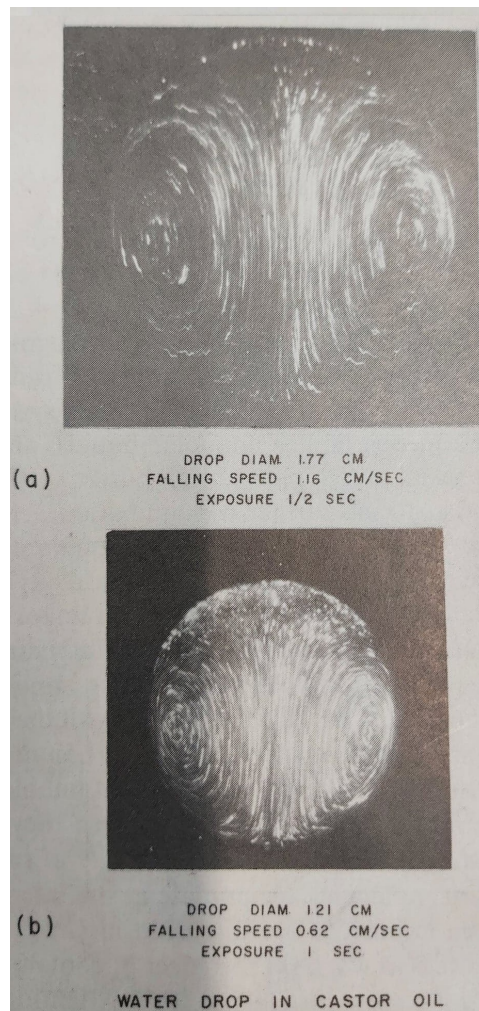 DROP DIAM. 1.77 CM
(a)
FALLING SPEED 1.16 CM/SEC
EXPOSURE 1/2 SEC
DROP DIAM. 1.21 CM
(b)
FALLING SPEED 0.62 CM/SEC
EXPOSURE 1 SEC
WATER DROP IN CASTOR OIL